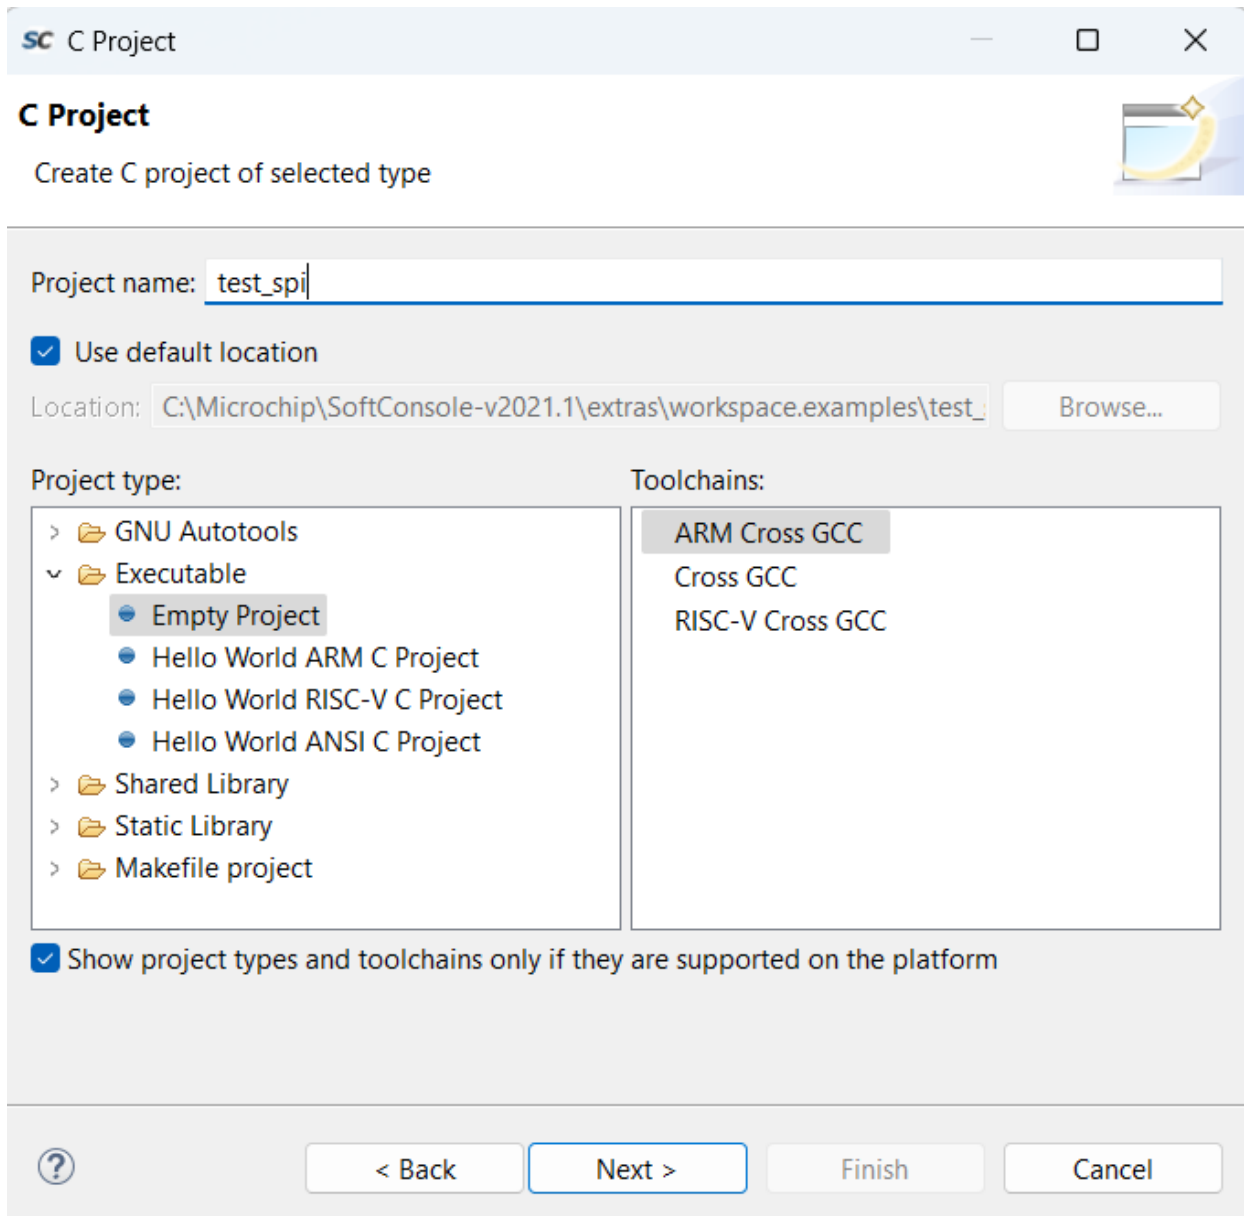 SC C Project
C Project
Create C project of selected type
Project name: test_spi
Use default location
Location: C:\Microchip\SoftConsole-v2021.1\extras\workspace.examples\test_ Browse...
Project type: Toolchains:
GNU Autotools
Executable
Empty Project
Hello World ARM C Project
Hello World RISC-V C Project
Hello World ANSI C Project
Shared Library
Static Library
Makefile project
ARM Cross GCC
Cross GCC
RISC-V Cross GCC
Show project types and toolchains only if they are supported on the platform
? < Back Next > Finish Cancel